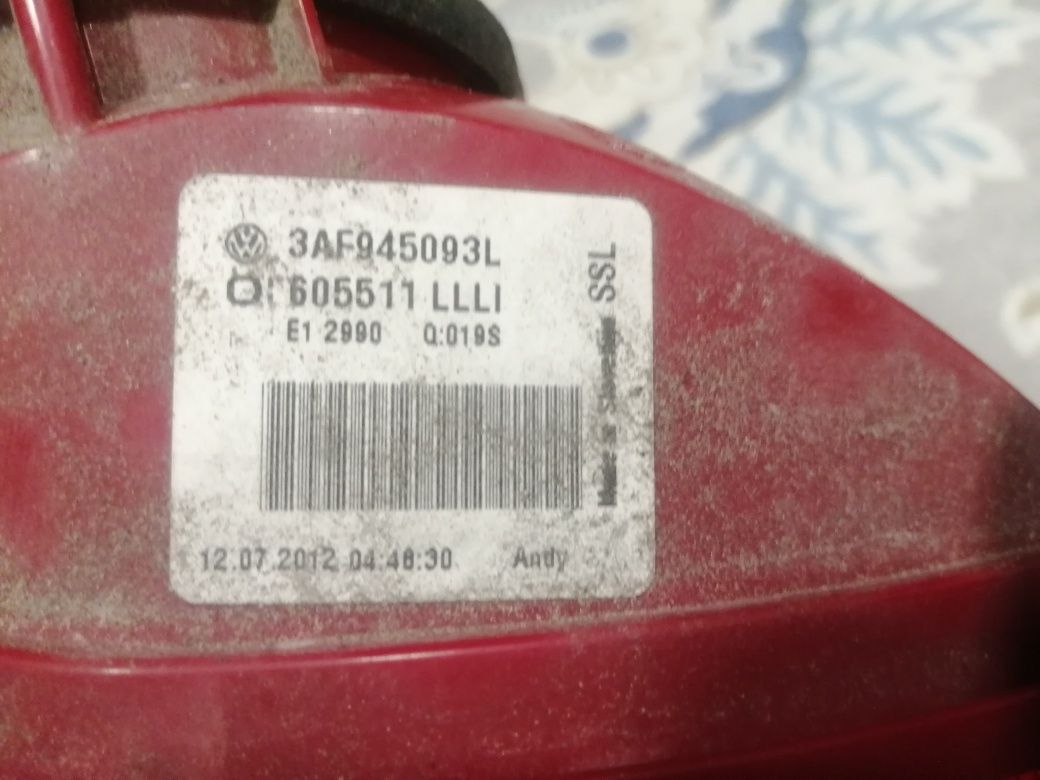 3AF945093L
605511 LLLI
E1 2990 Q:019S
SSL
12.07.2012 04:48:30 Andy